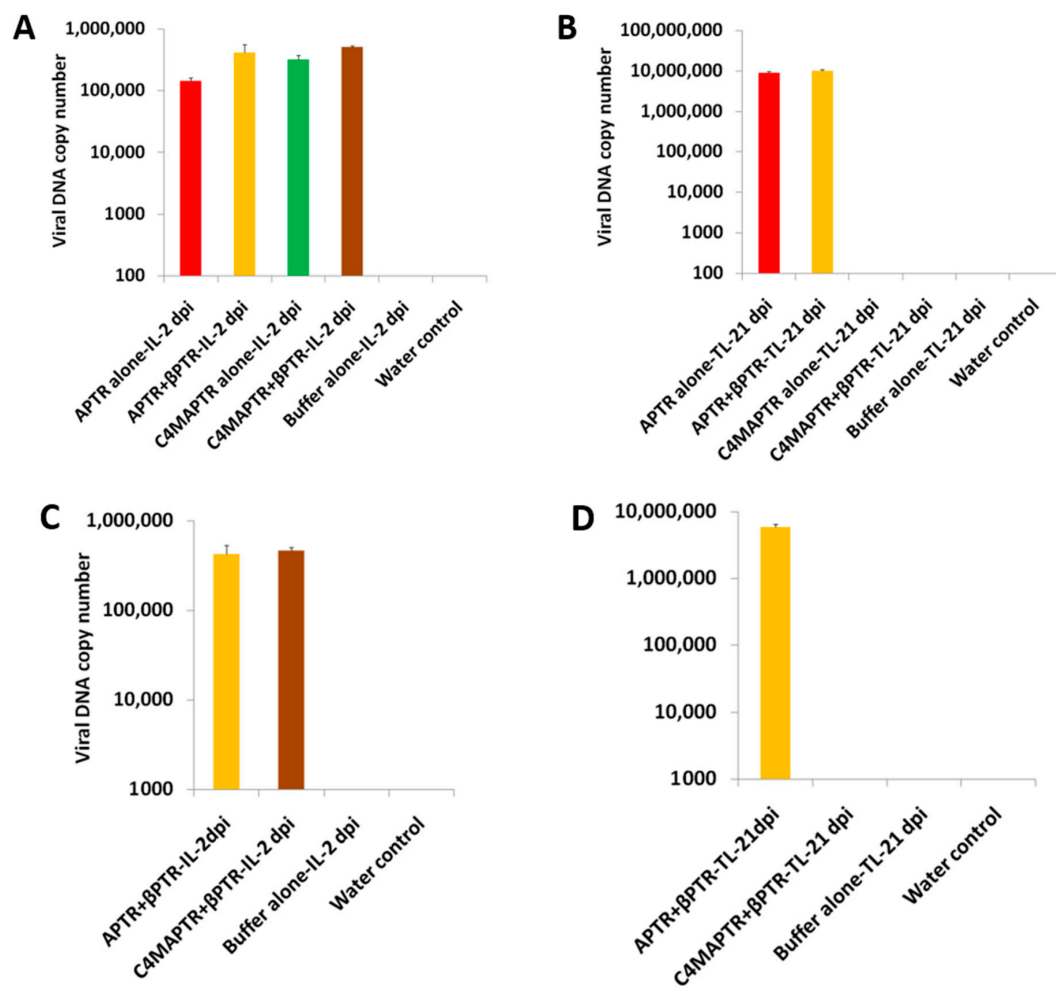 A
Viral DNA copy number
1,000,000
100,000
10,000
1000
100
APTR alone-IL-2 dpi
APTR+βPTR-IL-2 dpi
C4MAPTR alone-IL-2 dpi
C4MAPTR+βPTR-IL-2 dpi
Buffer alone-IL-2 dpi
Water control
B
Viral DNA copy number
100,000,000
10,000,000
1,000,000
100,000
10,000
1000
100
APTR alone-TL-21 dpi
APTR+βPTR-TL-21 dpi
C4MAPTR alone-TL-21 dpi
C4MAPTR+βPTR-TL-21 dpi
Buffer alone-TL-21 dpi
Water control
C
Viral DNA copy number
1,000,000
100,000
10,000
1000
APTR+βPTR-IL-2dpi
C4MAPTR+βPTR-IL-2 dpi
Buffer alone-IL-2 dpi
Water control
D
10,000,000
1,000,000
100,000
10,000
1000
APTR+βPTR-TL-21dpi
C4MAPTR+βPTR-TL-21 dpi
Buffer alone-TL-21 dpi
Water control